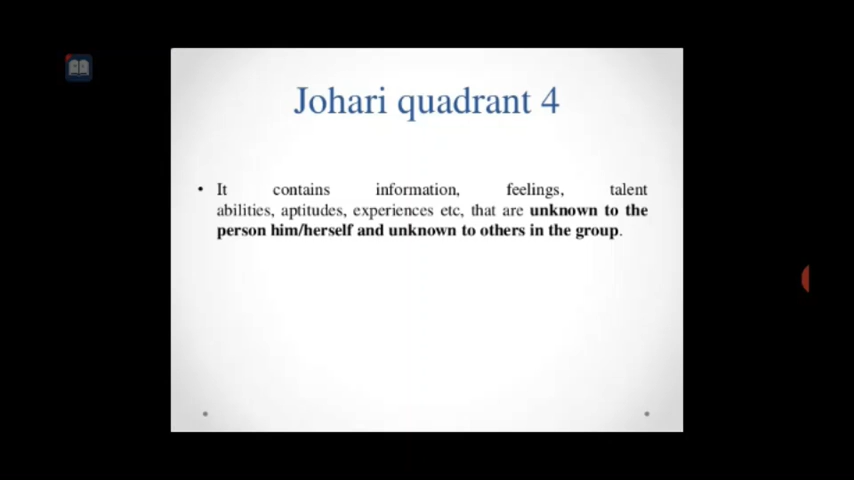 Johari quadrant 4
• It contains information, feelings, talent
abilities, aptitudes, experiences etc, that are unknown to the
person him/herself and unknown to others in the group.